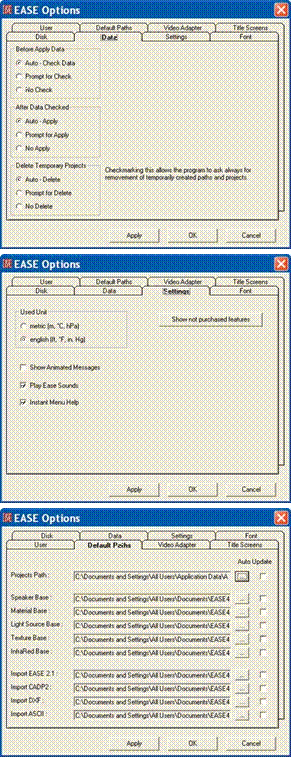 EASE Options
User Default Paths Video Adapter Title Screens
Disk Data Settings Font
Before Apply Data
Auto - Check Data
Prompt for Check
no Check
After Data Checked
Auto - Apply
Prompt for Apply
No Apply
Delete Temporary Projects
Auto - Delete
Prompt for Delete
No Delete
Checkmarking this allows the program to ask always for
removement of temporarily created paths and projects.
Apply OK Cancel
EASE Options
User Default Paths Video Adapter Title Screens
Disk Data Settings Font
Used Unit
metric (m, °C, hPa)
english (ft, °F, in. Hg)
Show not purchased features
Show Animated Messages
Play Ease Sounds
Instant Menu Help
Apply OK Cancel
EASE Options
Disk Data Settings Font
User Default Paths Video Adapter Title Screens
Auto Update
Projects Path : C:\Documents and Settings\All Users\Application Data\A ...
Speaker Base : C:\Documents and Settings\All Users\Documents\EASE4 ...
Material Base : C:\Documents and Settings\All Users\Documents\EASE4 ...
Light Source Base : C:\Documents and Settings\All Users\Documents\EASE4 ...
Texture Base : C:\Documents and Settings\All Users\Documents\EASE4 ...
InfraRed Base : C:\Documents and Settings\All Users\Documents\EASE4 ...
Import EASE 2.1 : C:\Documents and Settings\All Users\Documents\EASE4 ...
Import CADP2 : C:\Documents and Settings\All Users\Documents\EASE4 ...
Import DXF : C:\Documents and Settings\All Users\Documents\EASE4 ...
Import ASCII : C:\Documents and Settings\All Users\Documents\EASE4 ...
Apply OK Cancel